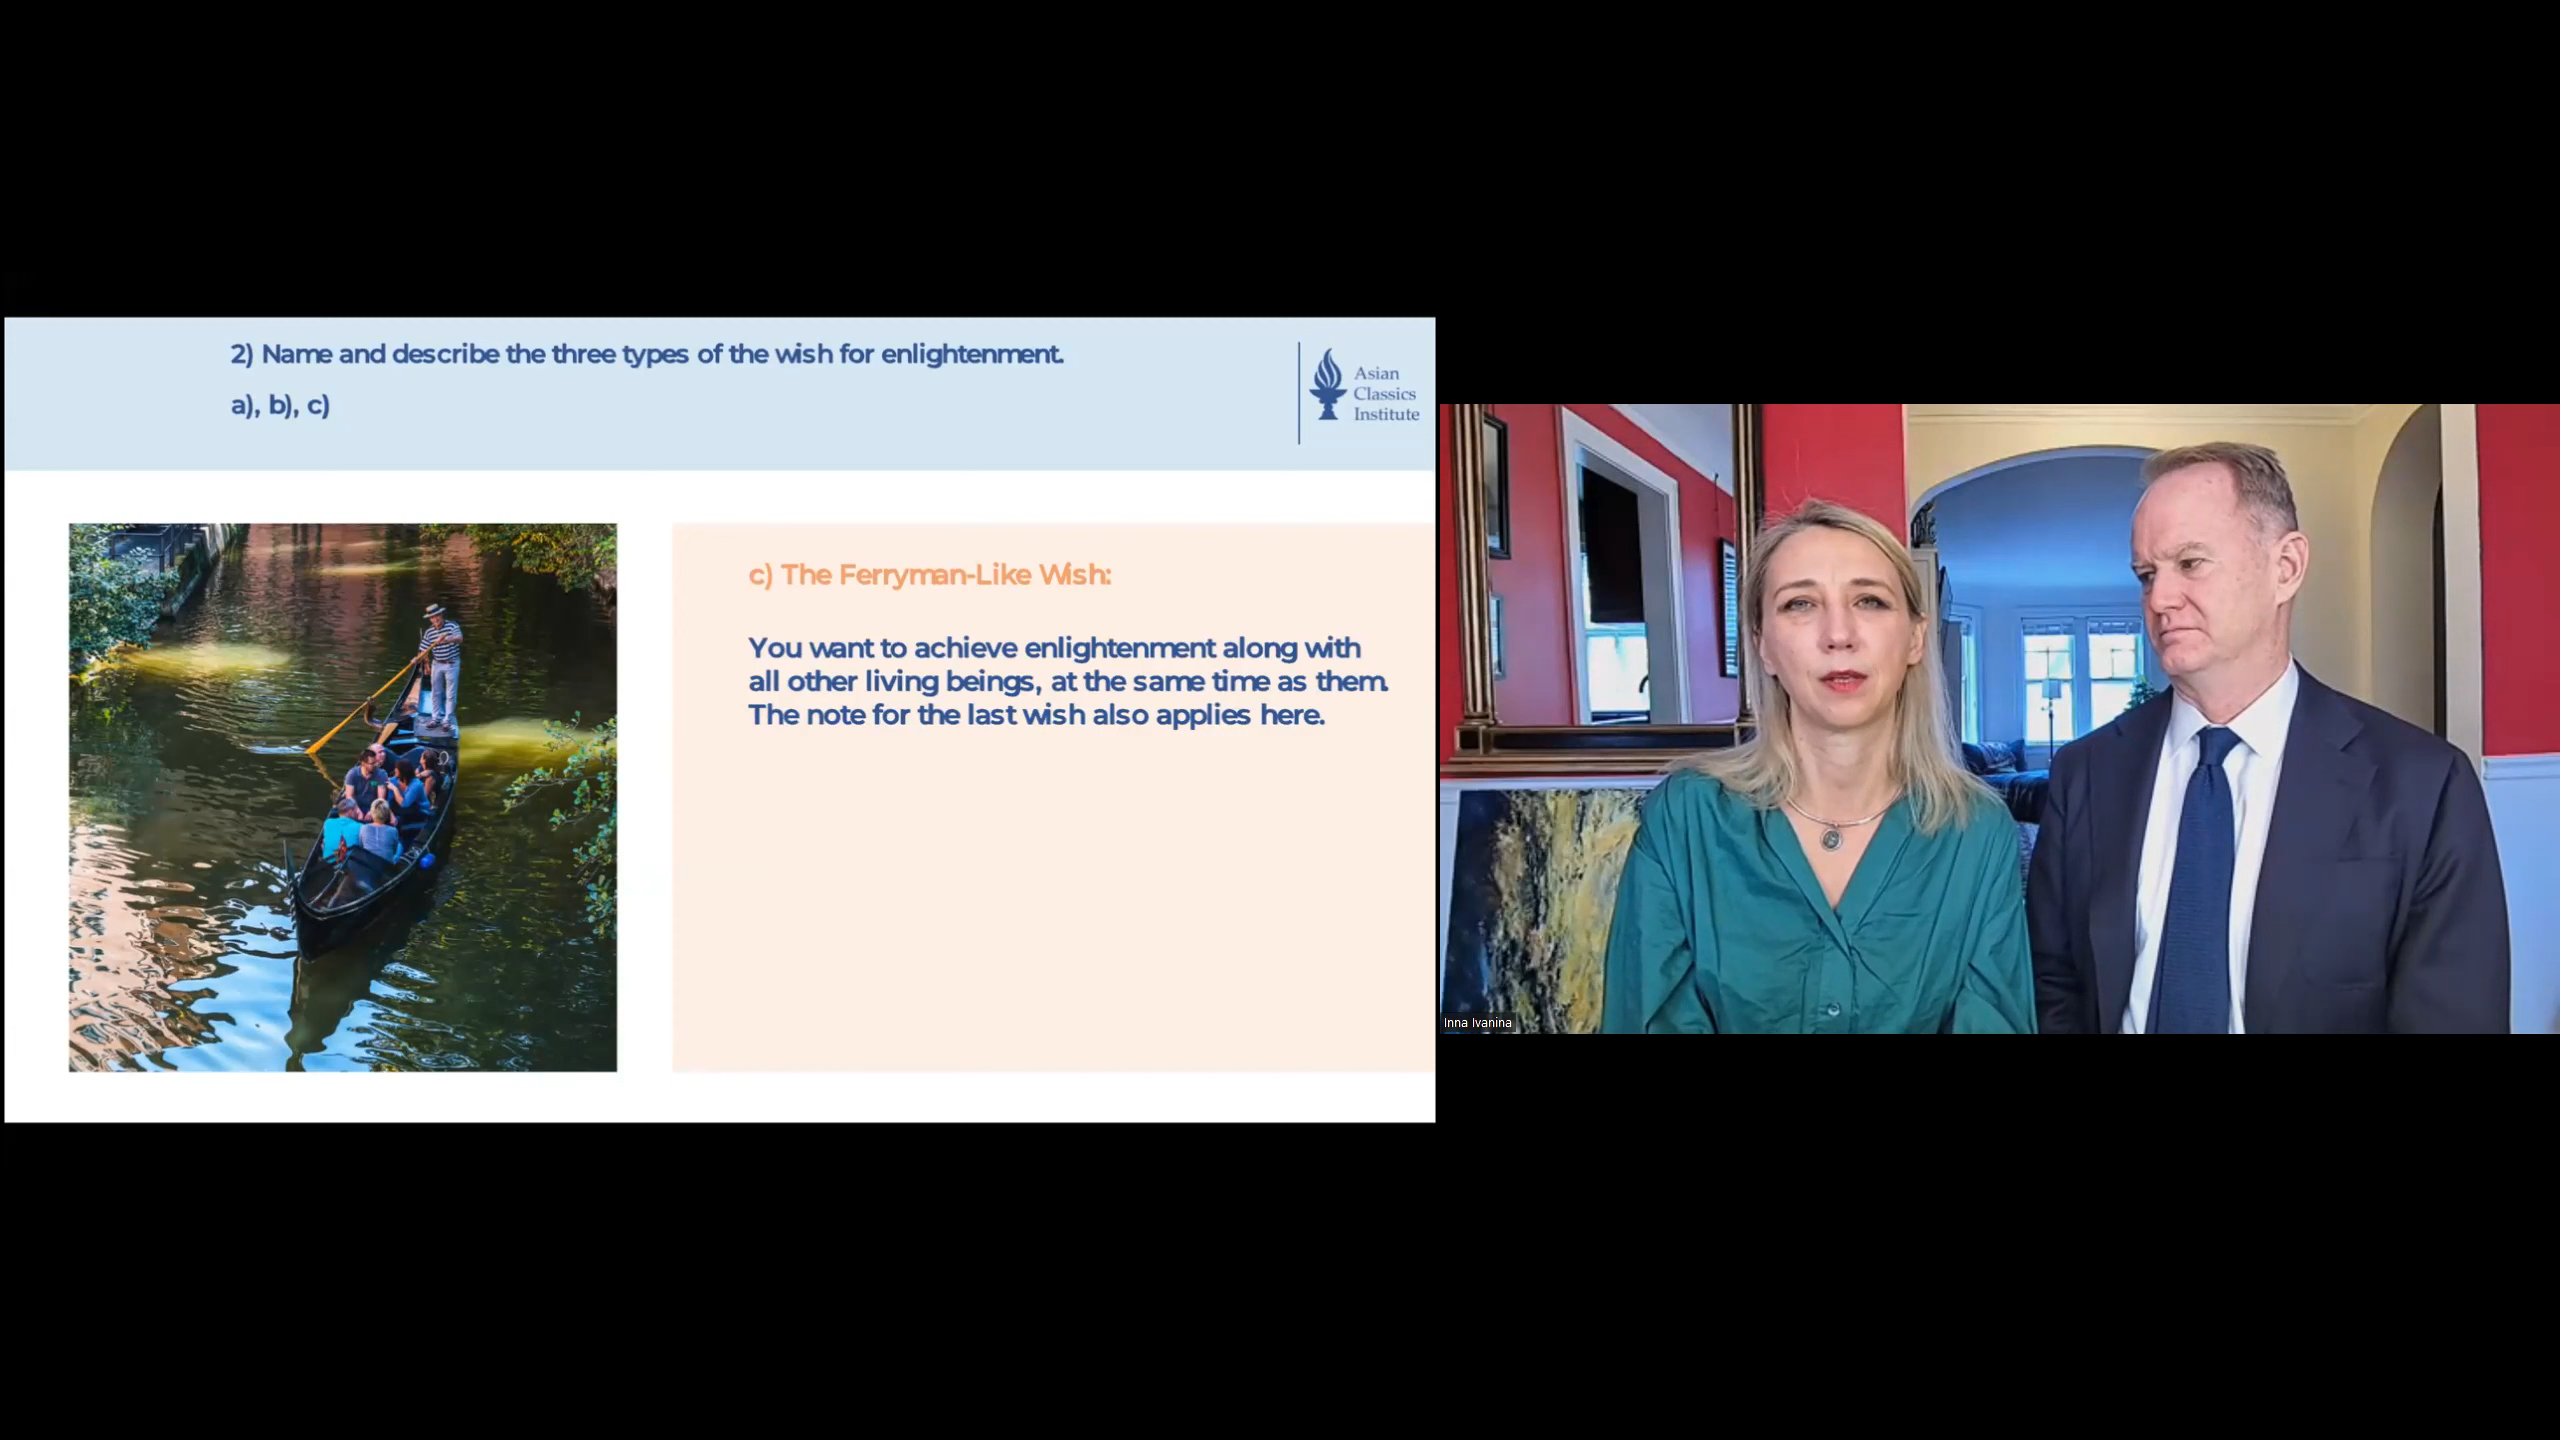 2) Name and describe the three types of the wish for enlightenment.
a), b), c)
Asian
Classics
Institute
c) The Ferryman-Like Wish:
You want to achieve enlightenment along with
all other living beings, at the same time as them.
The note for the last wish also applies here.
Inna Ivanina